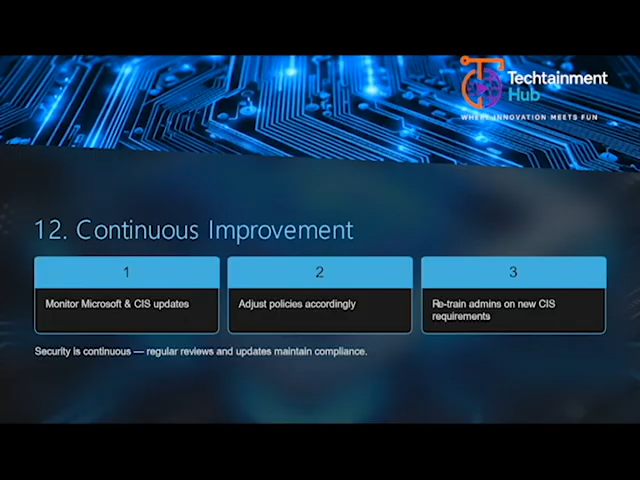 Techtainment
Hub
WHERE INNOVATION MEETS FUN
12. Continuous Improvement
1
2
3
Monitor Microsoft & CIS updates
Adjust policies accordingly
Re-train admins on new CIS
requirements
Security is continuous — regular reviews and updates maintain compliance.